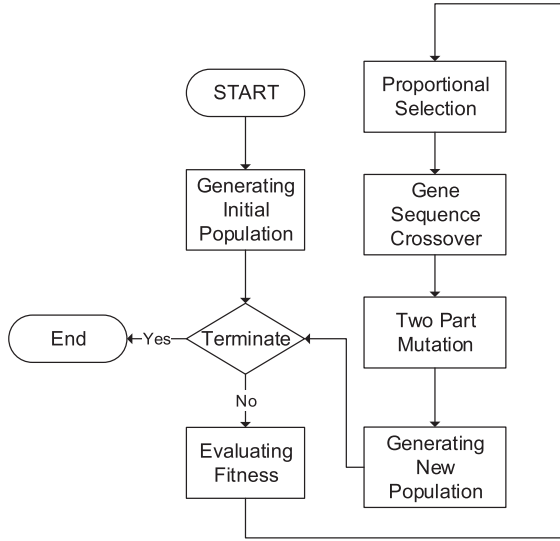 START
Generating
Initial
Population
Terminate
Yes
End
No
Evaluating
Fitness
Proportional
Selection
Gene
Sequence
Crossover
Two Part
Mutation
Generating
New
Population